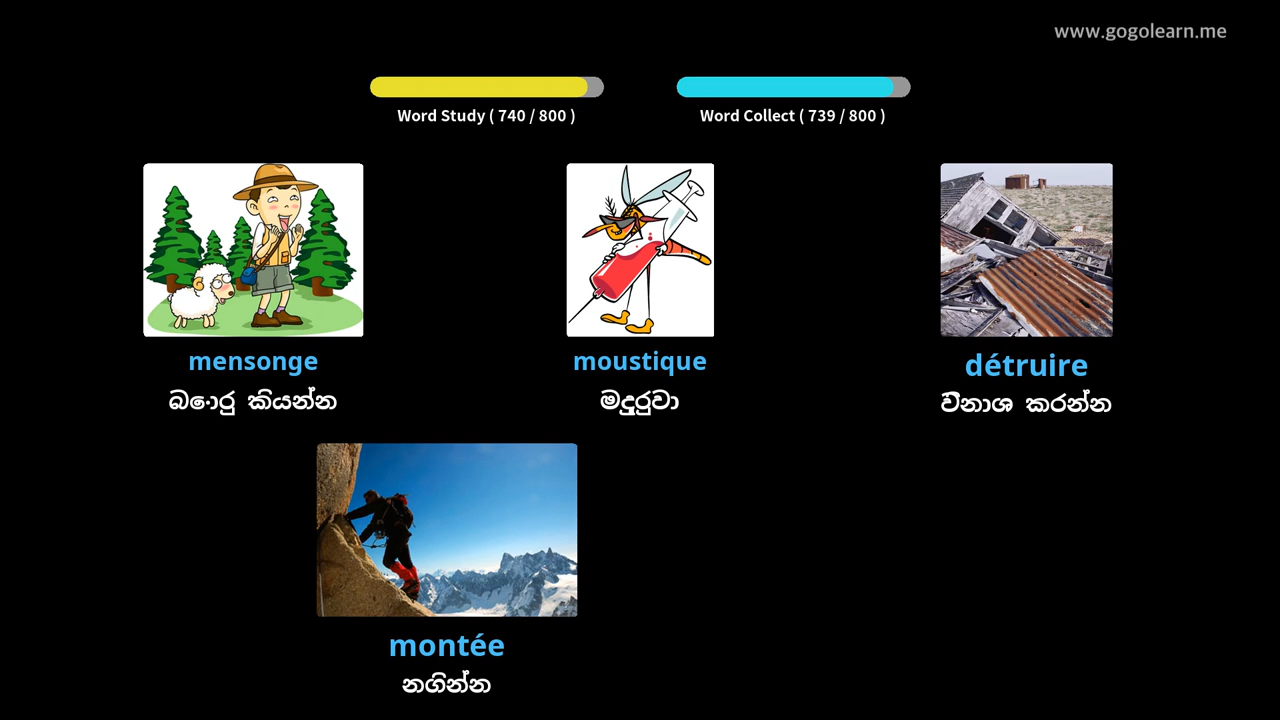 www.gogolearn.me
Word Study ( 740 / 800 )
Word Collect ( 739 / 800 )
mensonge
බොරු කියන්න
moustique
මදුරුවා
détruire
විනාශ කරන්න
montée
නගින්න